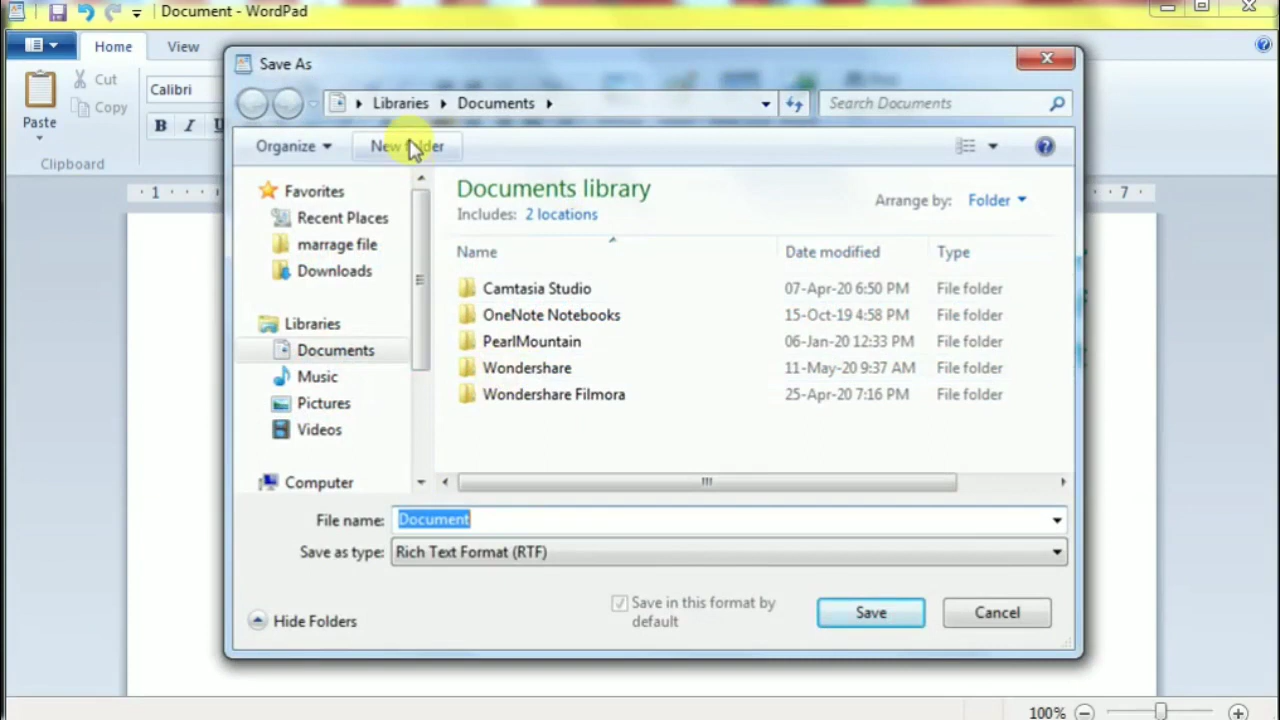 Document - WordPad
Home View
Cut
Copy
Paste
Clipboard
Calibri
B I U
1
7
Save As
Libraries Documents
Search Documents
Organize New folder
Favorites
Recent Places
marrage file
Downloads
Libraries
Documents
Music
Pictures
Videos
Computer
Documents library
Includes: 2 locations
Arrange by: Folder
Name Date modified Type
Camtasia Studio 07-Apr-20 6:50 PM File folder
OneNote Notebooks 15-Oct-19 4:58 PM File folder
PearlMountain 06-Jan-20 12:33 PM File folder
Wondershare 11-May-20 9:37 AM File folder
Wondershare Filmora 25-Apr-20 7:16 PM File folder
File name: Document
Save as type: Rich Text Format (RTF)
Save in this format by
default
Hide Folders
Save Cancel
100%